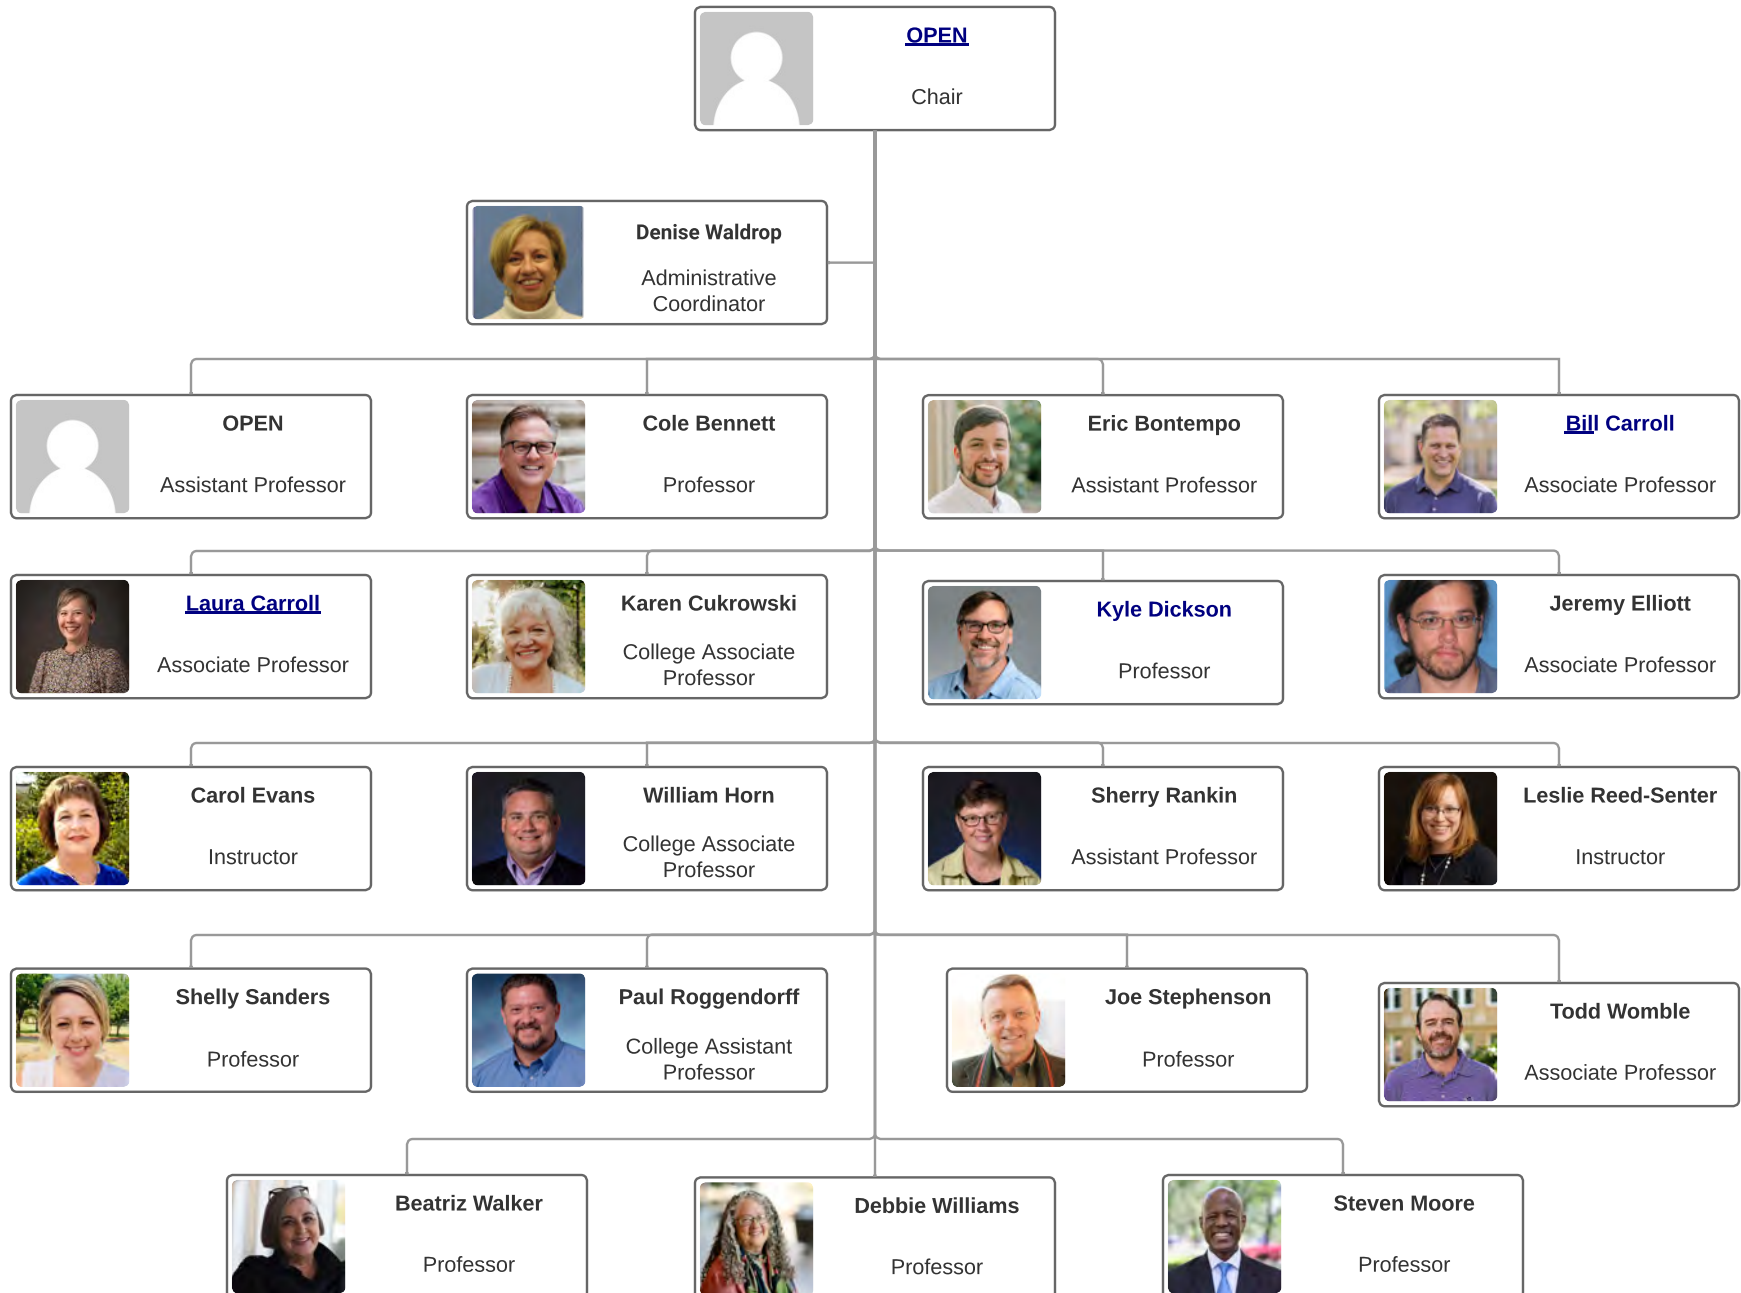 OPEN
Chair
Denise Waldrop
Administrative
Coordinator
OPEN
Assistant Professor
Cole Bennett
Professor
Eric Bontempo
Assistant Professor
Bill Carroll
Associate Professor
Laura Carroll
Associate Professor
Karen Cukrowski
College Associate
Professor
Kyle Dickson
Professor
Jeremy Elliott
Associate Professor
Carol Evans
Instructor
William Horn
College Associate
Professor
Sherry Rankin
Assistant Professor
Leslie Reed-Senter
Instructor
Shelly Sanders
Professor
Paul Roggendorff
College Assistant
Professor
Joe Stephenson
Professor
Todd Womble
Associate Professor
Beatriz Walker
Professor
Debbie Williams
Professor
Steven Moore
Professor